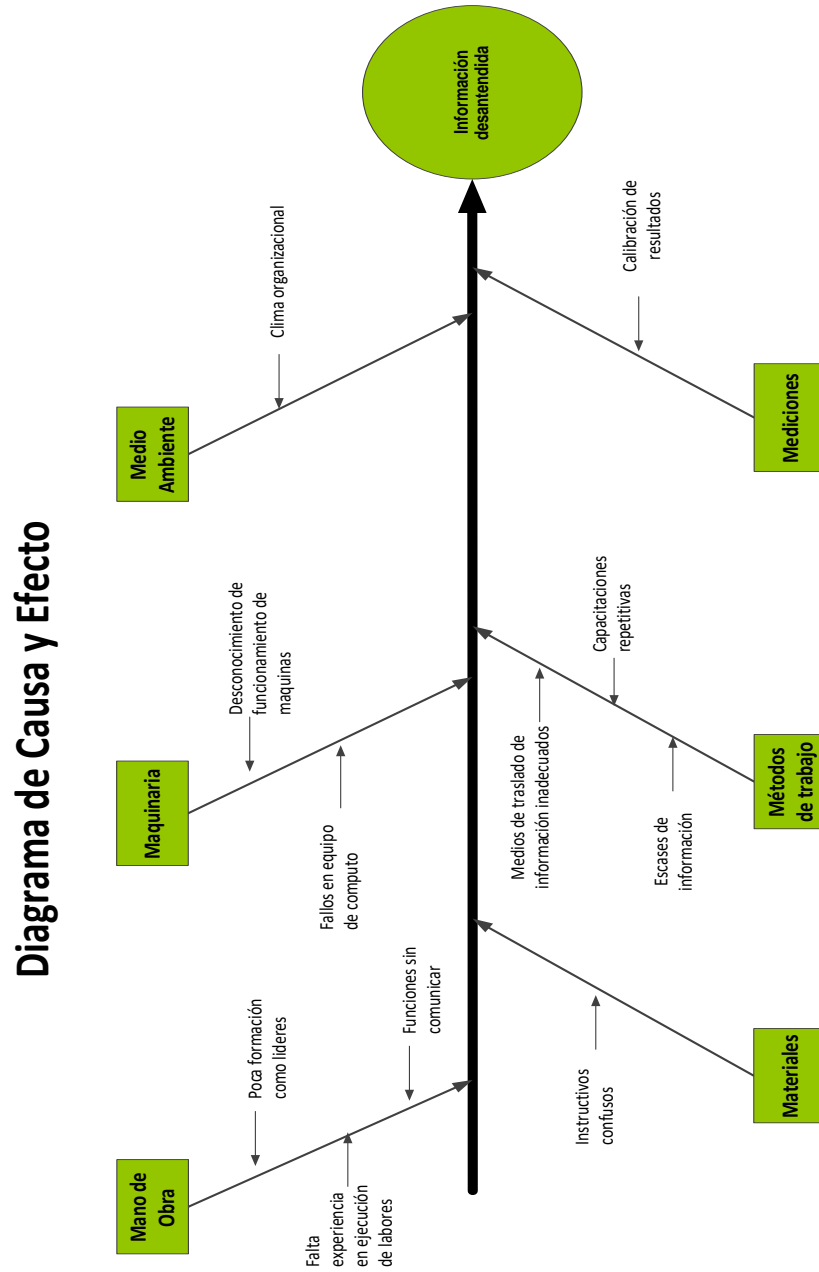 Diagrama de Causa y Efecto
Mano de
Obra
Maquinaria
Medio
Ambiente
Poca formación
como lideres
Falta
experiencia
en ejecución
de labores
Funciones sin
comunicar
Desconocimiento de
funcionamiento de
maquinas
Fallos en equipo
de computo
Clima organizacional
Información
desantendida
Instructivos
confusos
Medios de traslado de
información inadecuados
Capacitaciones
repetitivas
Escases de
información
Calibración de
resultados
Materiales
Métodos
de trabajo
Mediciones